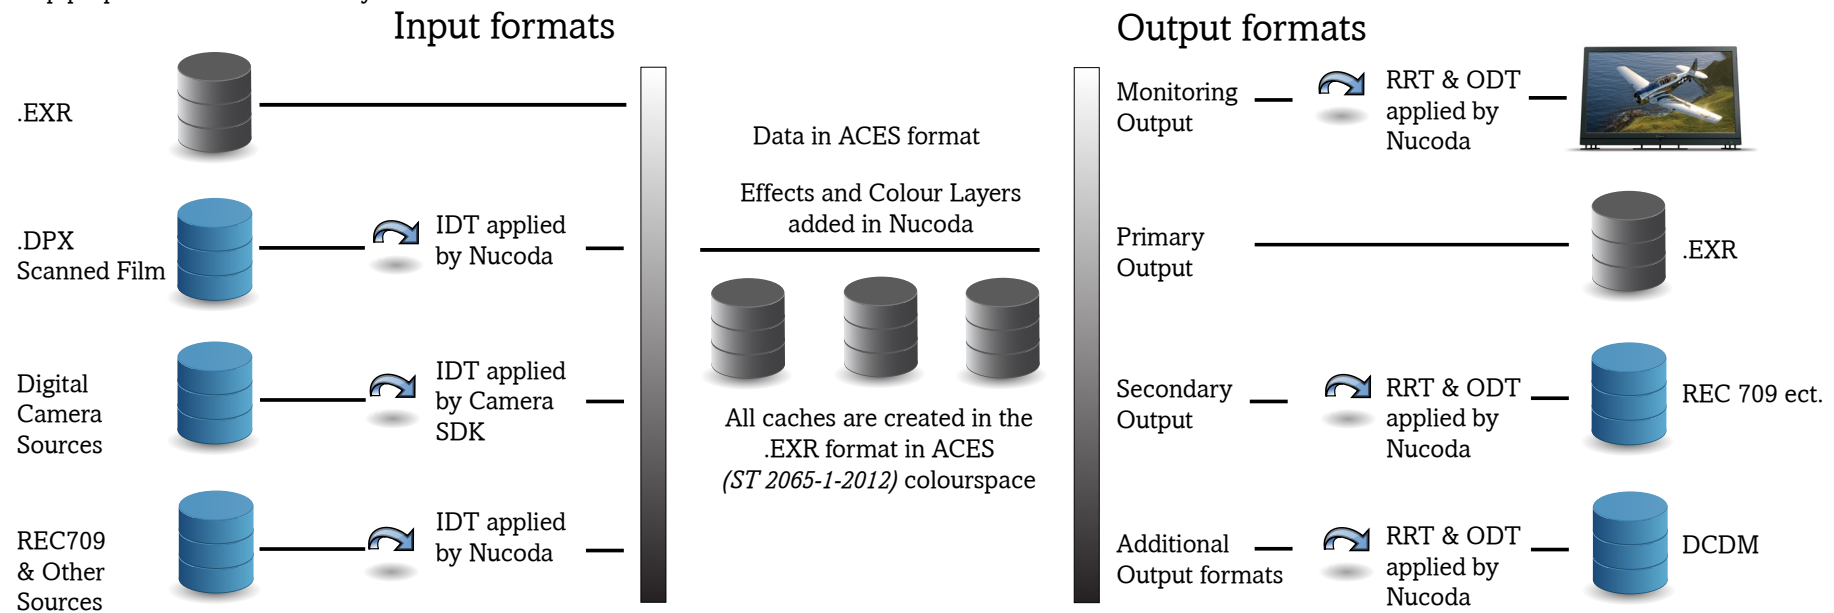 Input formats
Output formats
.EXR
.DPX
Scanned Film
IDT applied
by Nucoda
Digital
Camera
Sources
IDT applied
by Camera
SDK
REC709
& Other
Sources
IDT applied
by Nucoda
Data in ACES format
Effects and Colour Layers
added in Nucoda
All caches are created in the
.EXR format in ACES
(ST 2065-1-2012) colourspace
Monitoring
Output
RRT & ODT
applied by
Nucoda
Primary
Output
.EXR
Secondary
Output
RRT & ODT
applied by
Nucoda
REC 709 ect.
Additional
Output formats
RRT & ODT
applied by
Nucoda
DCDM